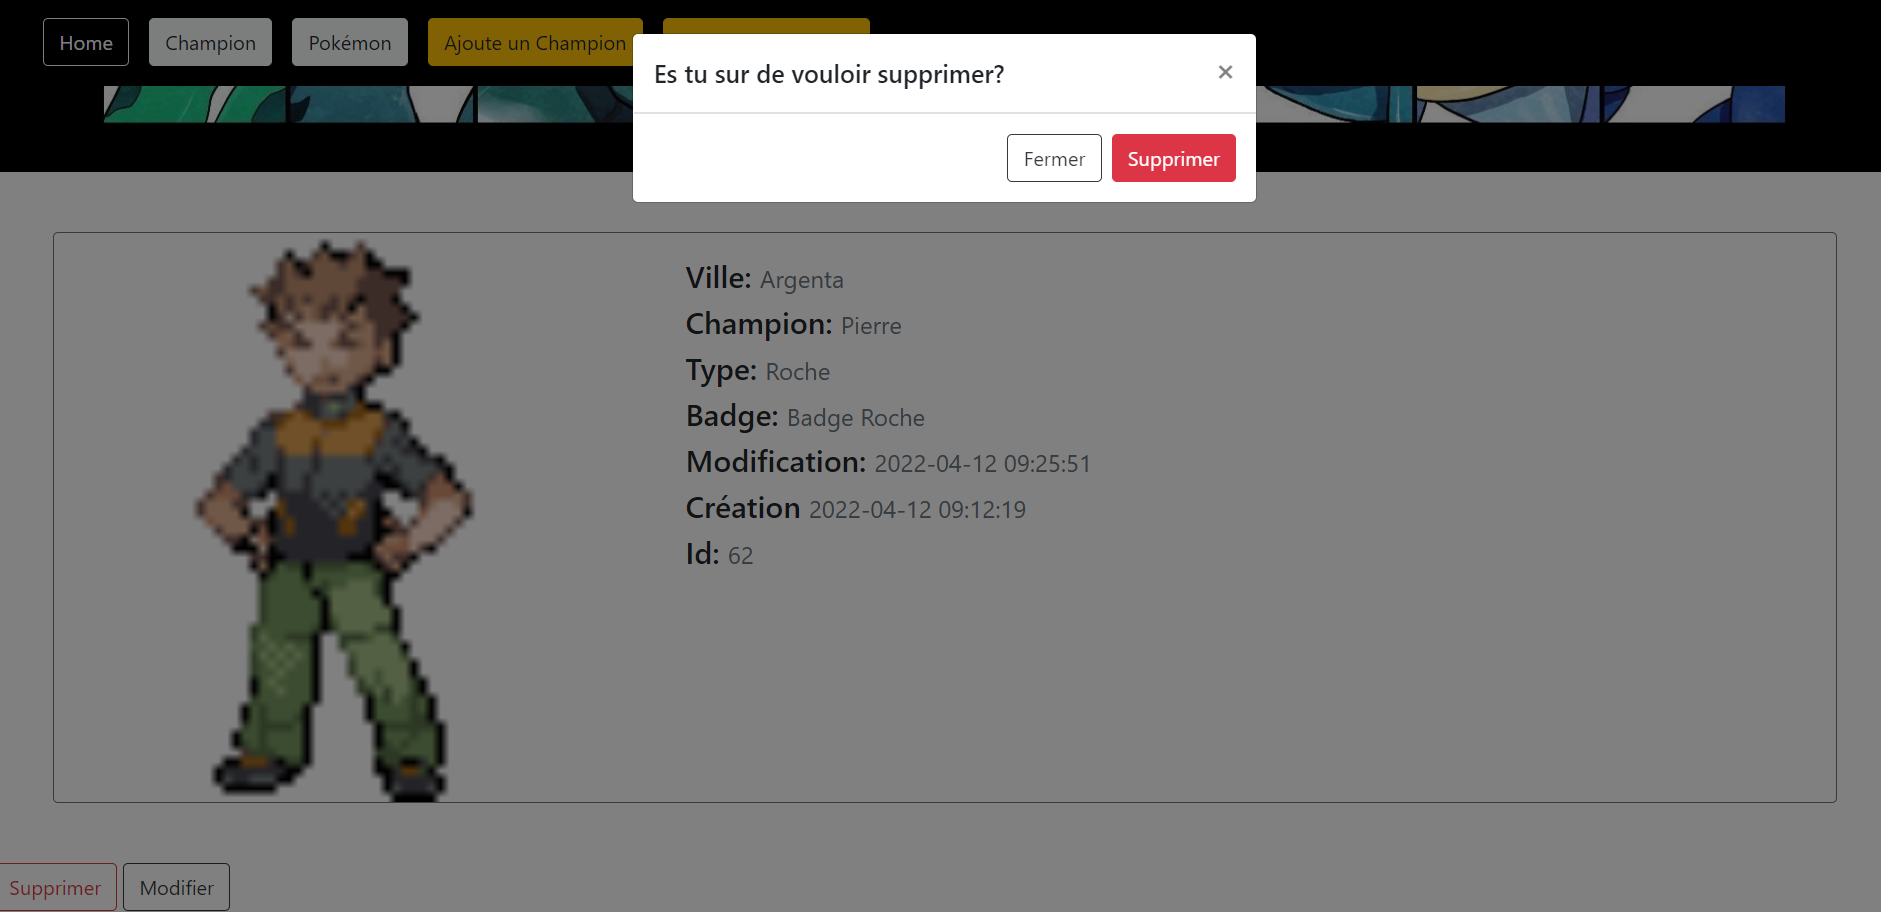 Home Champion Pokémon Ajoute un Champion
Es tu sur de vouloir supprimer? ×
Fermer Supprimer
Ville: Argenta
Champion: Pierre
Type: Roche
Badge: Badge Roche
Modification: 2022-04-12 09:25:51
Création 2022-04-12 09:12:19
Id: 62
Supprimer Modifier